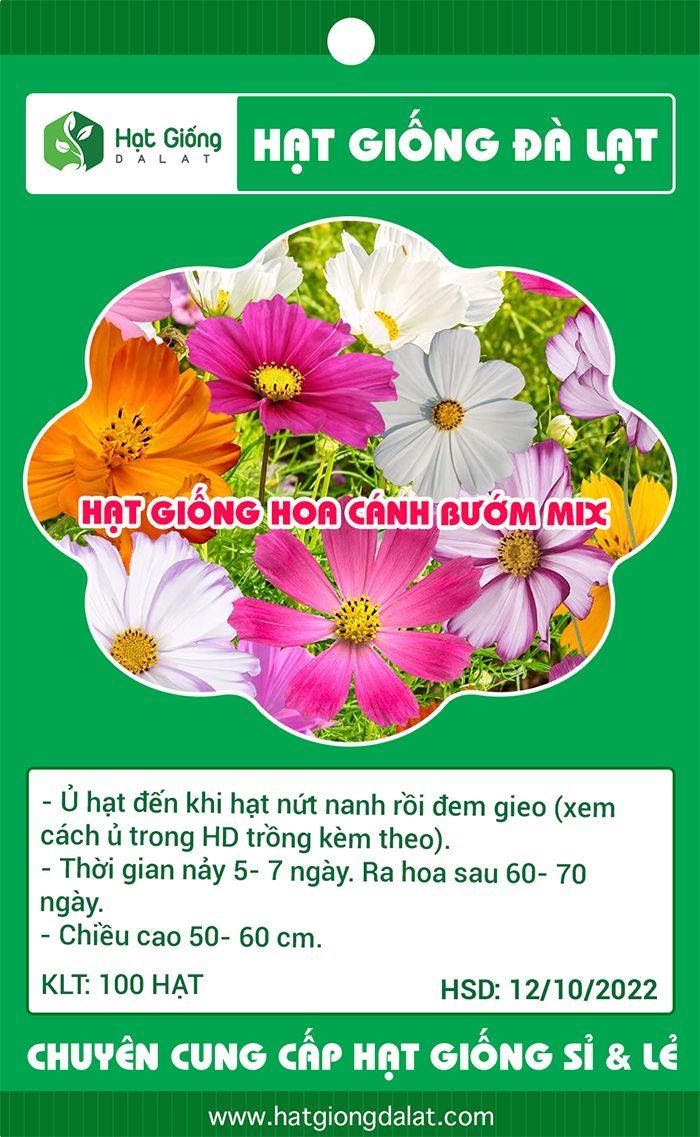 Hạt Giống
DALAT
HẠT GIỐNG ĐÀ LẠT
HẠT GIỐNG HOA CÁNH BƯỚM MIX
- Ủ hạt đến khi hạt nứt nanh rồi đem gieo (xem
cách ủ trong HD trồng kèm theo).
- Thời gian nảy 5- 7 ngày. Ra hoa sau 60- 70
ngày.
- Chiều cao 50- 60 cm.
KLT: 100 HẠT
HSD: 12/10/2022
CHUYÊN CUNG CẤP HẠT GIỐNG SỈ & LẺ
www.hatgiongdalat.com